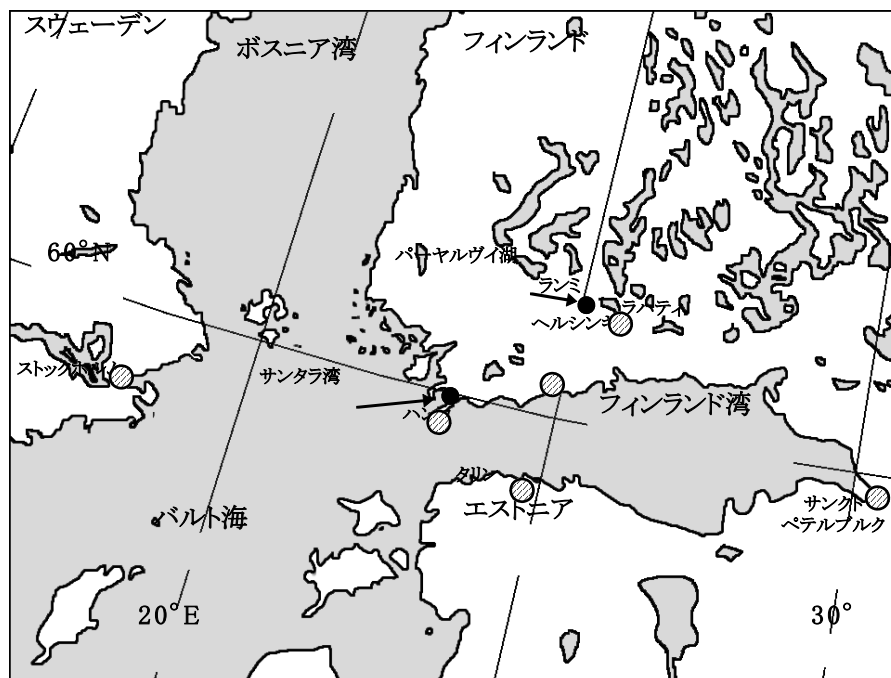 スウェーデン
ボスニア湾
フィンランド
60°N
パーヤルヴィ湖
ランミ
ラハティ
ヘルシンキ
ストックホルム
サンタラ湾
ハンコ
フィンランド湾
タリン
エストニア
サンクト
ペテルブルク
バルト海
20°E
30°